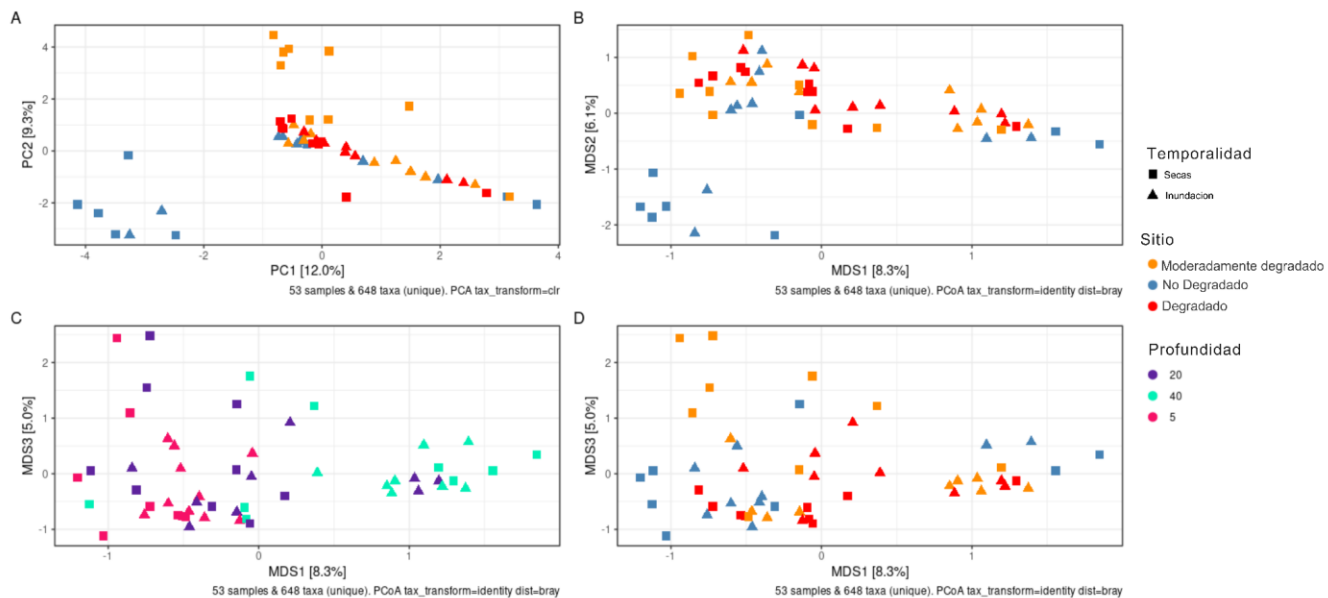 A
4
2
0
-2
PC2 [9.3%]
-4
-2
0
2
4
PC1 [12.0%]
53 samples & 648 taxa (unique). PCA tax_transform=clr
B
1
0
-1
-2
MDS2 [6.1%]
-1
0
1
MDS1 [8.3%]
53 samples & 648 taxa (unique). PCoA tax_transform=identity dist=bray
C
2
1
0
-1
MDS3 [5.0%]
-1
0
1
MDS1 [8.3%]
53 samples & 648 taxa (unique). PCoA tax_transform=identity dist=bray
D
2
1
0
-1
MDS3 [5.0%]
-1
0
1
MDS1 [8.3%]
53 samples & 648 taxa (unique). PCoA tax_transform=identity dist=bray
Temporalidad
Secas
Inundacion
Sitio
Moderadamente degradado
No Degradado
Degradado
Profundidad
20
40
5